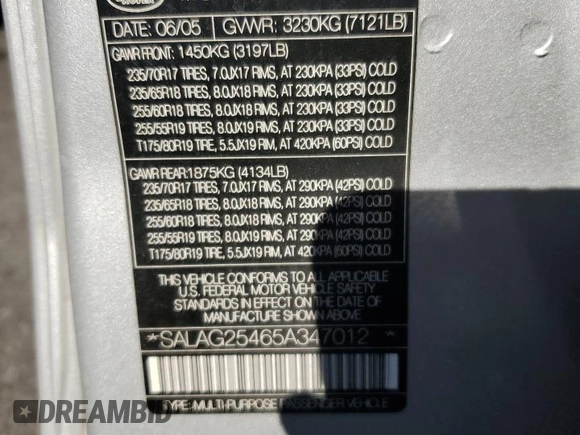 ROVER
DATE: 06/05 GVWR: 3230KG (7121LB)
GAWR FRONT: 1450KG (3197LB)
235/70R17 TIRES, 7.0JX17 RIMS, AT 230KPA (33PSI) COLD
235/65R18 TIRES, 8.0JX18 RIMS, AT 230KPA (33PSI) COLD
255/60R18 TIRES, 8.0JX18 RIMS, AT 230KPA (33PSI) COLD
255/55R19 TIRES, 8.0JX19 RIMS, AT 230KPA (33PSI) COLD
T175/80R19 TIRE, 5.5JX19 RIM, AT 420KPA (60PSI) COLD
GAWR REAR:1875KG (4134LB)
235/70R17 TIRES, 7.0JX17 RIMS, AT 290KPA (42PSI) COLD
235/65R18 TIRES, 8.0JX18 RIMS, AT 290KPA (42PSI) COLD
255/60R18 TIRES, 8.0JX18 RIMS, AT 290KPA (42PSI) COLD
255/55R19 TIRES, 8.0JX19 RIMS, AT 290KPA (42PSI) COLD
T175/80R19 TIRE, 5.5JX19 RIM, AT 420KPA (60PSI) COLD
THIS VEHICLE CONFORMS TO ALL APPLICABLE
U.S. FEDERAL MOTOR VEHICLE SAFETY
STANDARDS IN EFFECT ON THE DATE OF
MANUFACTURE SHOWN ABOVE
*SALAG25465A347012*
TYPE: MULTI-PURPOSE PASSENGER VEHICLE
DREAMBID